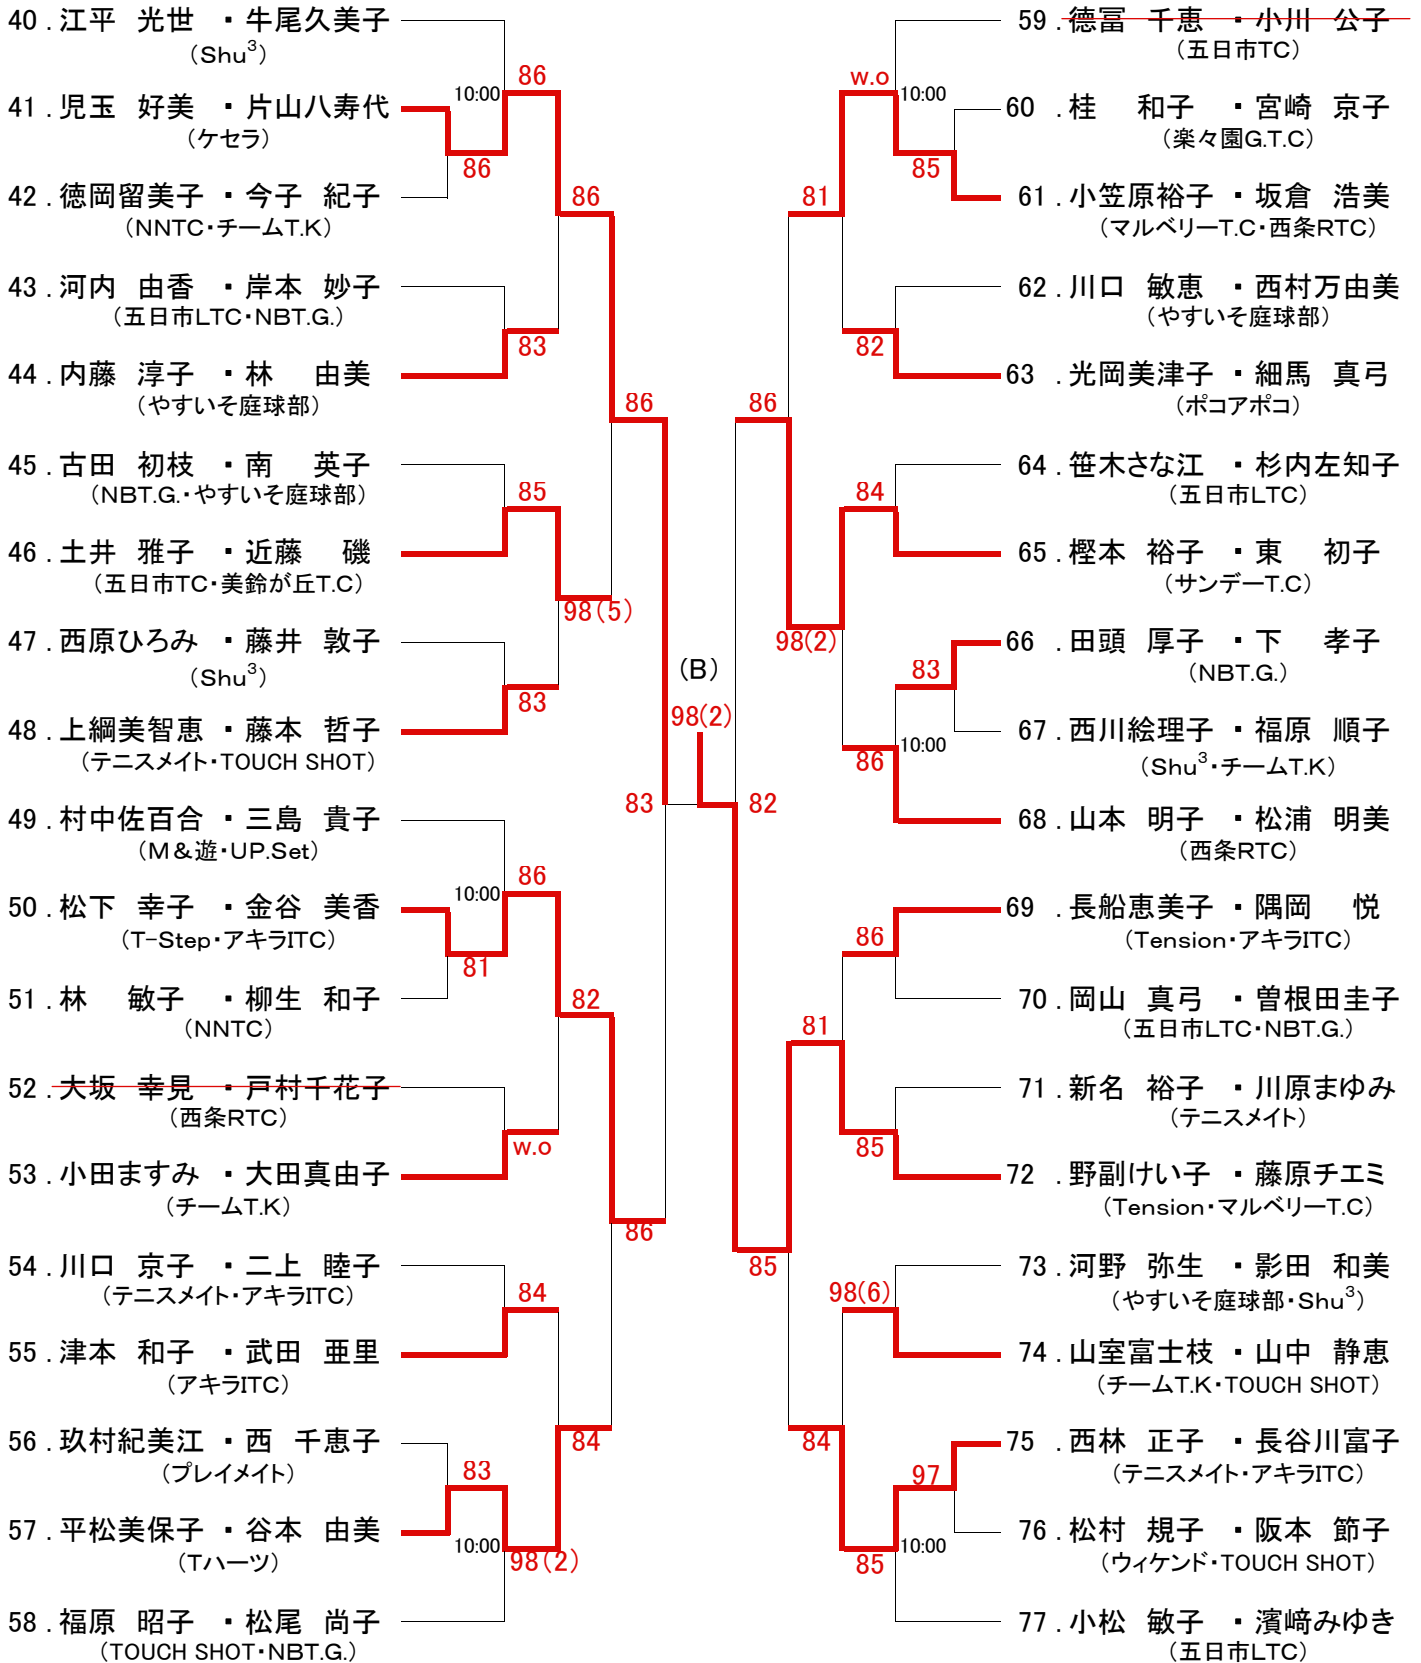 40．江平 光世 ・牛尾久美子
（Shu³）
86
10:00
41．児玉 好美 ・片山八寿代
（ケセラ）
86
42．徳岡留美子 ・今子 紀子
（NNTC・チームT.K）
86
43．河内 由香 ・岸本 妙子
（五日市LTC・NBT.G.）
83
44．内藤 淳子 ・林 由美
（やすいそ庭球部）
86
45．古田 初枝 ・南 英子
（NBT.G.・やすいそ庭球部）
85
46．土井 雅子 ・近藤 磯
（五日市TC・美鈴が丘T.C）
98(5)
47．西原ひろみ ・藤井 敦子
（Shu³）
83
48．上綱美智恵 ・藤本 哲子
（テニスメイト・TOUCH SHOT）
83
49．村中佐百合 ・三島 貴子
（M＆遊・UP.Set）
86
10:00
50．松下 幸子 ・金谷 美香
（T-Step・アキラITC）
81
51．林 敏子 ・柳生 和子
（NNTC）
82
52．大坂 幸見 ・戸村千花子
（西条RTC）
w.o
53．小田ますみ ・大田真由子
（チームT.K）
86
54．川口 京子 ・二上 睦子
（テニスメイト・アキラITC）
84
55．津本 和子 ・武田 亜里
（アキラITC）
84
56．玖村紀美江 ・西 千恵子
（プレイメイト）
83
57．平松美保子 ・谷本 由美
（Tハーツ）
10:00
98(2)
58．福原 昭子 ・松尾 尚子
（TOUCH SHOT・NBT.G.）
（B）
98(2)
59．德冨 千恵 ・小川 公子
（五日市TC）
w.o
10:00
60．桂 和子 ・宮崎 京子
（楽々園G.T.C）
85
61．小笠原裕子 ・坂倉 浩美
（マルベリーT.C・西条RTC）
81
62．川口 敏恵 ・西村万由美
（やすいそ庭球部）
82
63．光岡美津子 ・細馬 真弓
（ポコアポコ）
86
64．笹木さな江 ・杉内左知子
（五日市LTC）
84
65．樫本 裕子 ・東 初子
（サンデーT.C）
98(2)
66．田頭 厚子 ・下 孝子
（NBT.G.）
83
67．西川絵理子 ・福原 順子
（Shu³・チームT.K）
10:00
86
82
68．山本 明子 ・松浦 明美
（西条RTC）
69．長船恵美子 ・隅岡 悦
（Tension・アキラITC）
86
70．岡山 真弓 ・曽根田圭子
（五日市LTC・NBT.G.）
81
71．新名 裕子 ・川原まゆみ
（テニスメイト）
85
72．野副けい子 ・藤原チエミ
（Tension・マルベリーT.C）
85
73．河野 弥生 ・影田 和美
（やすいそ庭球部・Shu³）
98(6)
74．山室富士枝 ・山中 静恵
（チームT.K・TOUCH SHOT）
84
75．西林 正子 ・長谷川富子
（テニスメイト・アキラITC）
97
76．松村 規子 ・阪本 節子
（ウィケンド・TOUCH SHOT）
10:00
85
77．小松 敏子 ・濱﨑みゆき
（五日市LTC）